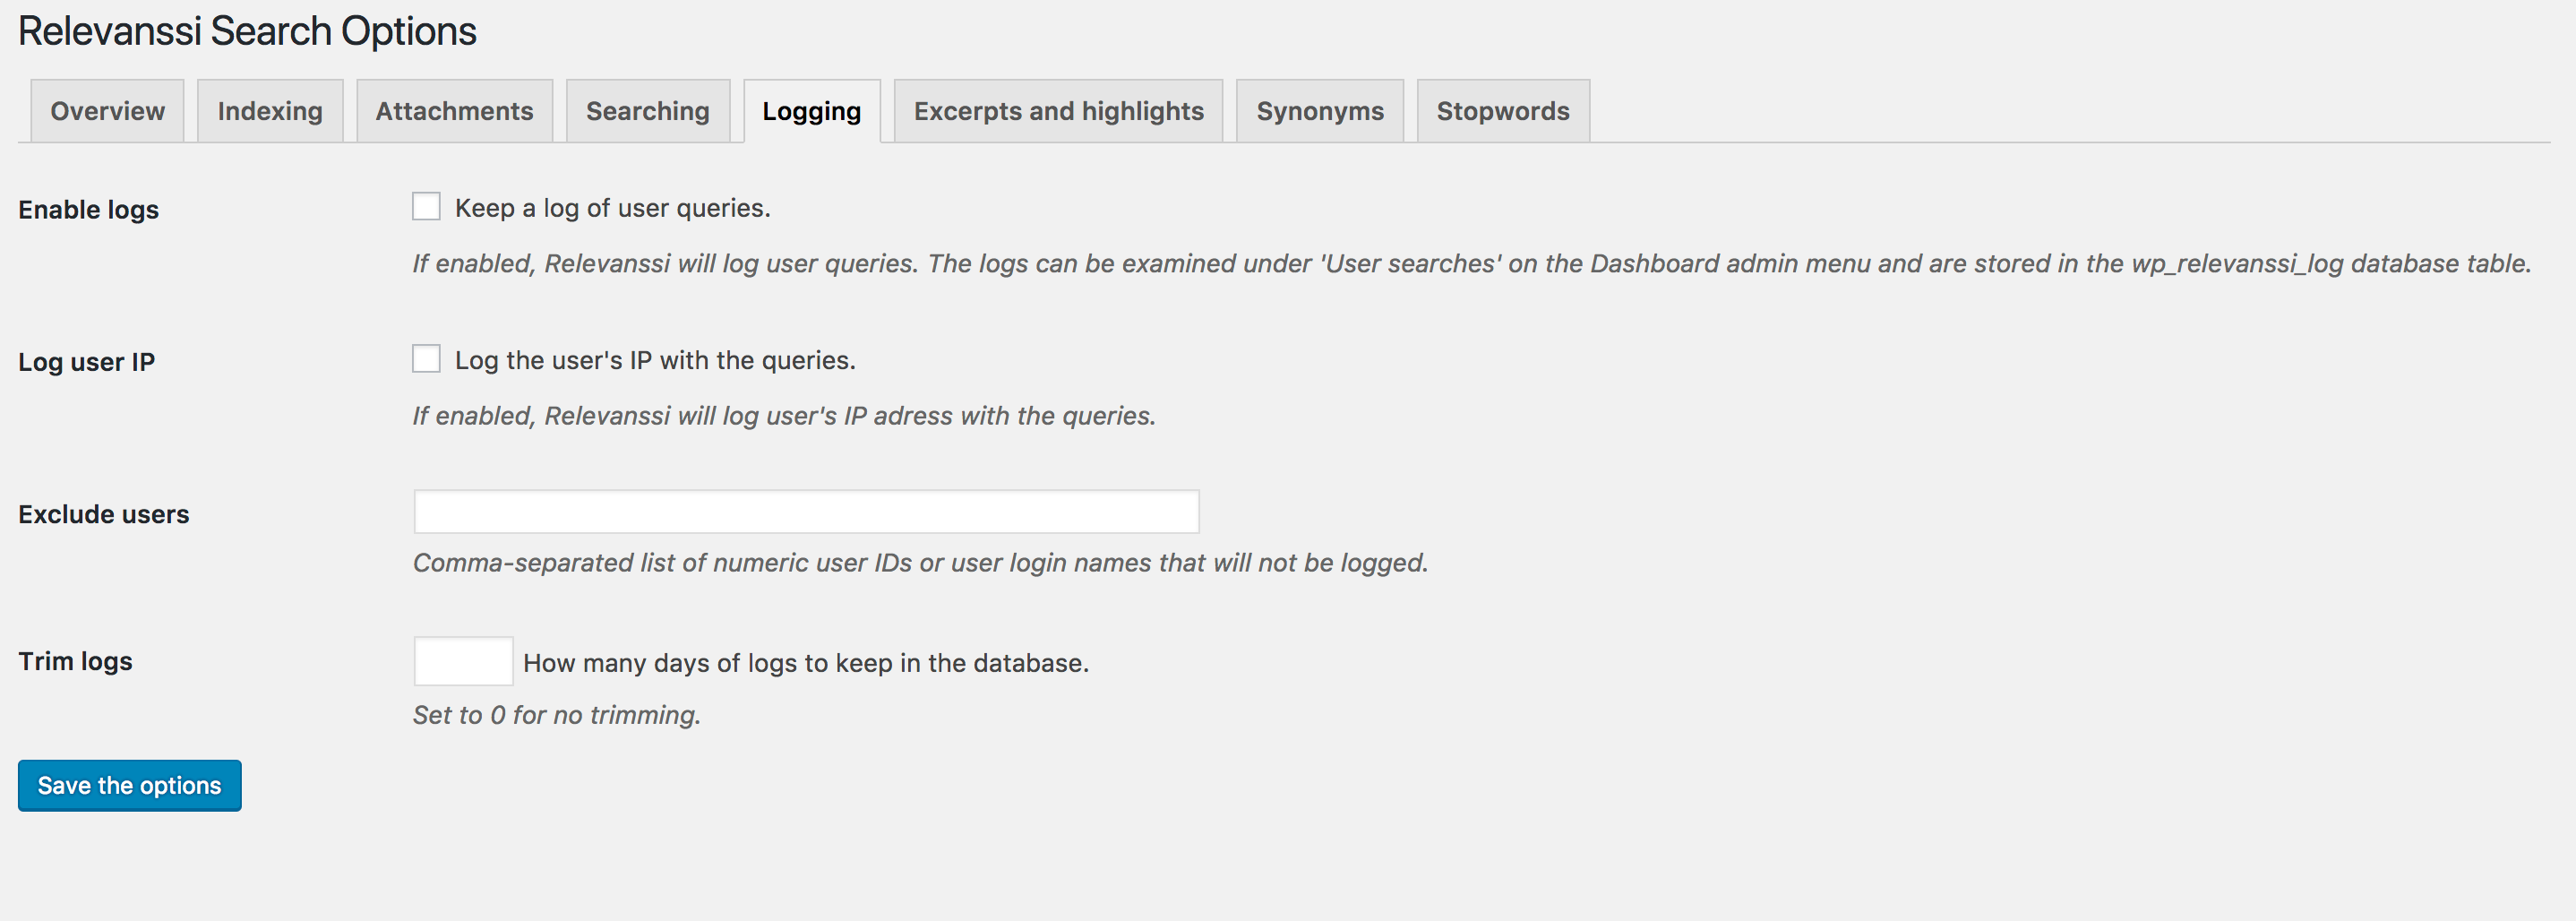 Relevanssi Search Options
Overview Indexing Attachments Searching Logging Excerpts and highlights Synonyms Stopwords
Enable logs Keep a log of user queries.
If enabled, Relevanssi will log user queries. The logs can be examined under 'User searches' on the Dashboard admin menu and are stored in the wp_relevanssi_log database table.
Log user IP Log the user's IP with the queries.
If enabled, Relevanssi will log user's IP adress with the queries.
Exclude users
Comma-separated list of numeric user IDs or user login names that will not be logged.
Trim logs How many days of logs to keep in the database.
Set to 0 for no trimming.
Save the options